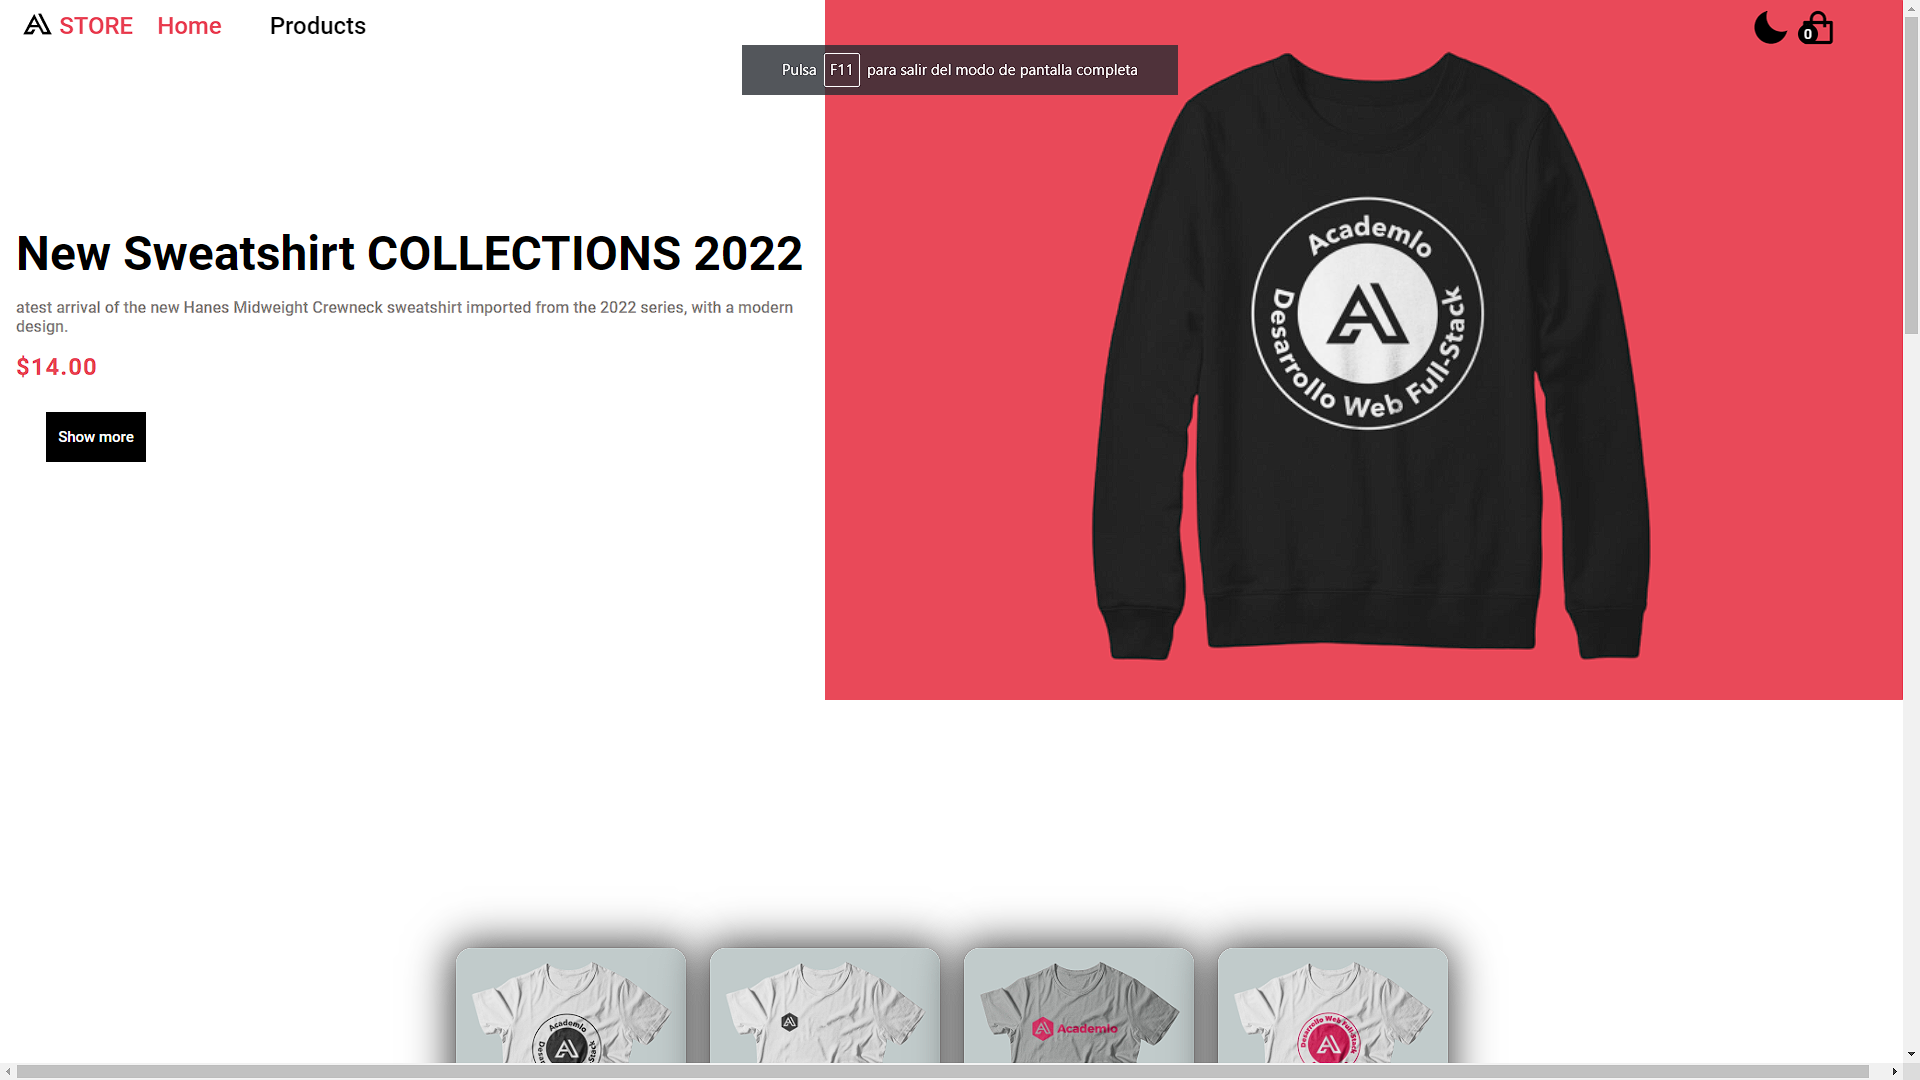 STORE Home Products
0
Pulsa F11 para salir del modo de pantalla completa
New Sweatshirt COLLECTIONS 2022
atest arrival of the new Hanes Midweight Crewneck sweatshirt imported from the 2022 series, with a modern
design.
$14.00
Show more
Academlo
Desarrollo Web Full-Stack
Academlo
Academlo
Desarrollo Web Full-Stack